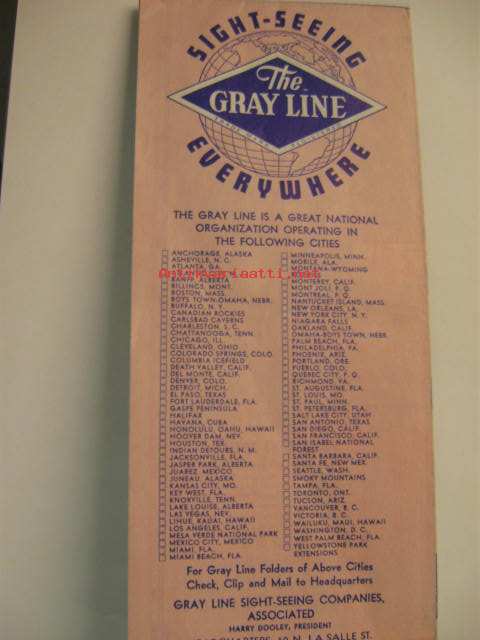 SIGHT-SEEING
The
GRAY LINE
EVERYWHERE
THE GRAY LINE IS A GREAT NATIONAL
ORGANIZATION OPERATING IN
THE FOLLOWING CITIES
ANCHORAGE, ALASKA
ASHEVILLE, N. C.
ATLANTA, GA.
BANFF, ALBERTA
BILLINGS, MONT.
BOSTON, MASS.
BOYS TOWN-OMAHA, NEBR.
BUFFALO, N. Y.
CANADIAN ROCKIES
CARLSBAD CAVERNS
CHARLESTON, S. C.
CHATTANOOGA, TENN.
CHICAGO, ILL.
CLEVELAND, OHIO
COLORADO SPRINGS, COLO.
COLUMBIA ICEFIELD
DEATH VALLEY, CALIF.
DEL MONTE, CALIF.
DENVER, COLO.
DETROIT, MICH.
EL PASO, TEXAS
FORT LAUDERDALE, FLA.
GASPE PENINSULA
HALIFAX
HAVANA, CUBA
HONOLULU, OAHU, HAWAII
HOOVER DAM, NEV.
HOUSTON, TEX.
INDIAN DETOURS, N. M.
JACKSONVILLE, FLA.
JASPER PARK, ALBERTA
JUAREZ, MEXICO
JUNEAU, ALASKA
KANSAS CITY, MO.
KEY WEST, FLA.
KNOXVILLE, TENN.
LAKE LOUISE, ALBERTA
LAS VEGAS, NEV.
LIHUE, KAUAI, HAWAII
LOS ANGELES, CALIF.
MESA VERDE NATIONAL PARK
MEXICO CITY, MEXICO
MIAMI, FLA.
MIAMI BEACH, FLA.
MINNEAPOLIS, MINN.
MOBILE, ALA.
MONTANA-WYOMING
MONTEREY, CALIF.
MONT JOLI, P. Q.
MONTREAL, P. Q.
NANTUCKET ISLAND, MASS.
NEW ORLEANS, LA.
NEW YORK CITY, N. Y.
NIAGARA FALLS
OAKLAND, CALIF.
OMAHA-BOYS TOWN, NEBR.
PALM BEACH, FLA.
PHILADELPHIA, PA.
PHOENIX, ARIZ.
PORTLAND, ORE.
PUEBLO, COLO.
QUEBEC CITY, P. Q.
RICHMOND, VA.
ST. AUGUSTINE, FLA.
ST. LOUIS, MO.
ST. PAUL, MINN.
ST. PETERSBURG, FLA.
SALT LAKE CITY, UTAH
SAN ANTONIO, TEXAS
SAN DIEGO, CALIF.
SAN FRANCISCO, CALIF.
SAN ISABEL NATIONAL
FOREST
SANTA BARBARA, CALIF.
SANTA FE, NEW MEX.
SEATTLE, WASH.
SMOKY MOUNTAINS
TAMPA, FLA.
TORONTO, ONT.
TUCSON, ARIZ.
VANCOUVER, B. C.
VICTORIA, B. C.
WAILUKU, MAUI, HAWAII
WASHINGTON, D. C.
WEST PALM BEACH, FLA.
YELLOWSTONE PARK
EXTENSIONS
For Gray Line Folders of Above Cities
Check, Clip and Mail to Headquarters
GRAY LINE SIGHT-SEEING COMPANIES,
ASSOCIATED
HARRY DOOLEY, PRESIDENT
N. LA SALLE ST.